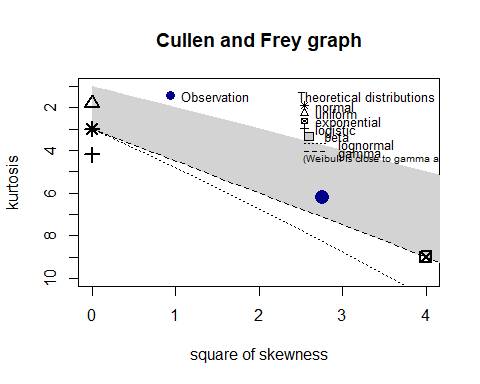 Cullen and Frey graph
Observation
Theoretical distributions
normal
uniform
exponential
logistic
beta
lognormal
gamma
(Weibull is close to gamma a
kurtosis
2
4
6
8
10
0
1
2
3
4
square of skewness